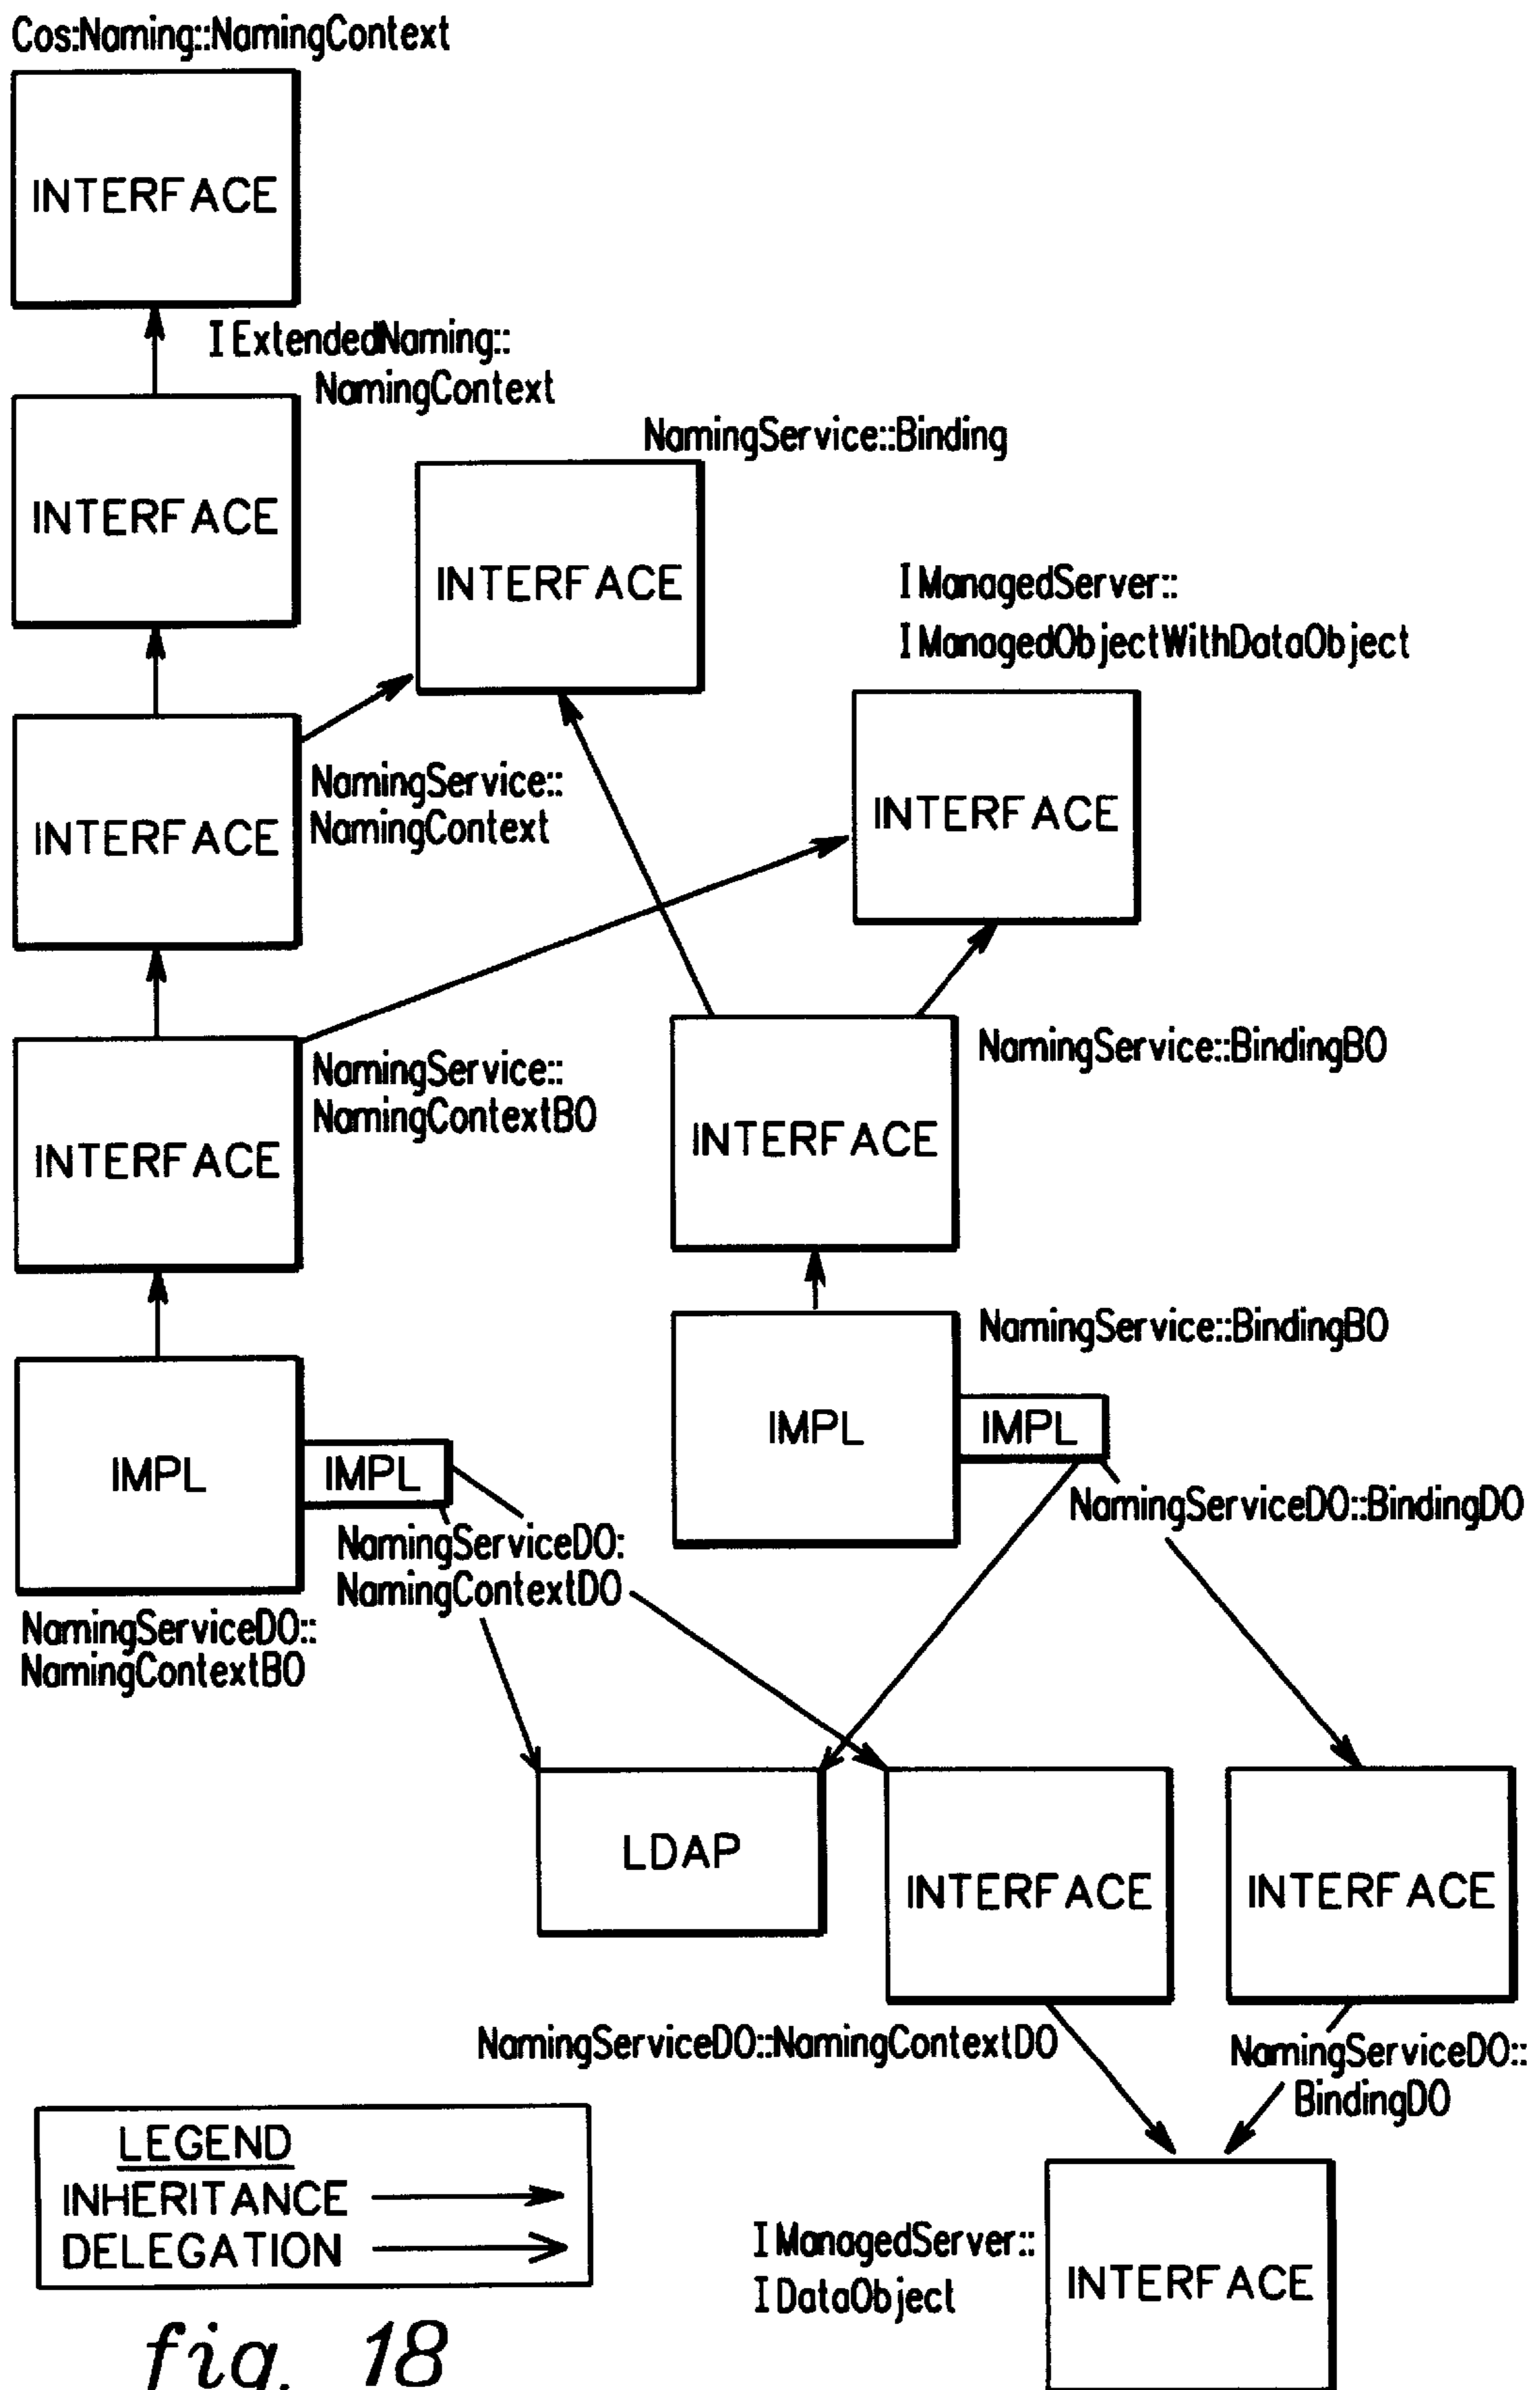 Cos:Naming::NamingContext
INTERFACE
I ExtendedNaming::
NamingContext
INTERFACE
NamingService::Binding
INTERFACE
I ManagedServer::
I ManagedObjectWithDataObject
INTERFACE
NamingService::
NamingContext
INTERFACE
INTERFACE
NamingService::
NamingContextBO
NamingService::BindingBO
INTERFACE
NamingService::BindingBO
IMPL
IMPL
IMPL
IMPL
NamingServiceDO::BindingDO
NamingServiceDO:
NamingContextDO
NamingServiceDO::
NamingContextBO
LDAP
INTERFACE
INTERFACE
NamingServiceDO::NamingContextDO
NamingServiceDO::
BindingDO
LEGEND
INHERITANCE
DELEGATION
I ManagedServer::
I DataObject
INTERFACE
fig. 18